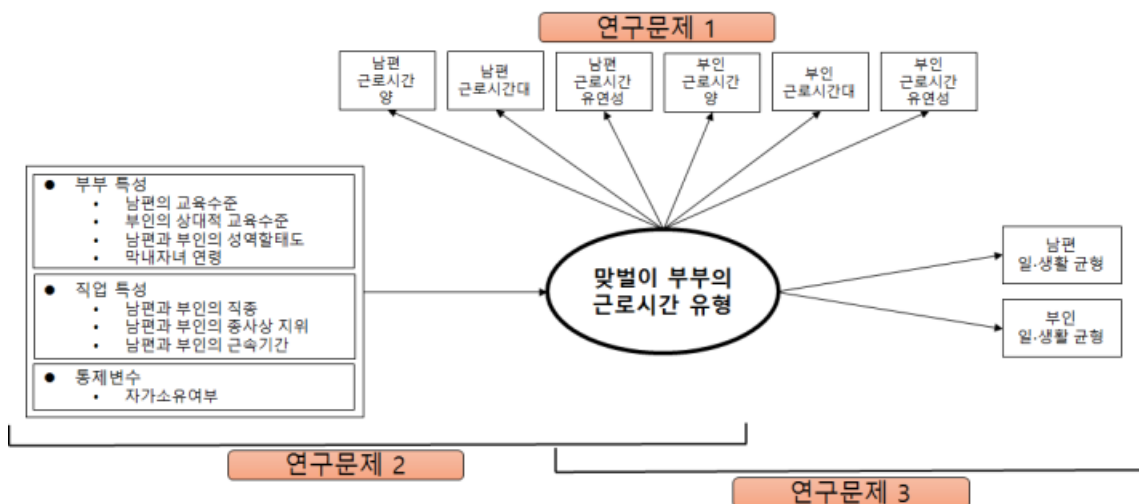 연구문제 1
남편
근로시간
양
남편
근로시간대
남편
근로시간
유연성
부인
근로시간
양
부인
근로시간대
부인
근로시간
유연성
● 부부 특성
• 남편의 교육수준
• 부인의 상대적 교육수준
• 남편과 부인의 성역할태도
• 막내자녀 연령
● 직업 특성
• 남편과 부인의 직종
• 남편과 부인의 종사상 지위
• 남편과 부인의 근속기간
● 통제변수
• 자가소유여부
맞벌이 부부의
근로시간 유형
남편
일·생활 균형
부인
일·생활 균형
연구문제 2
연구문제 3